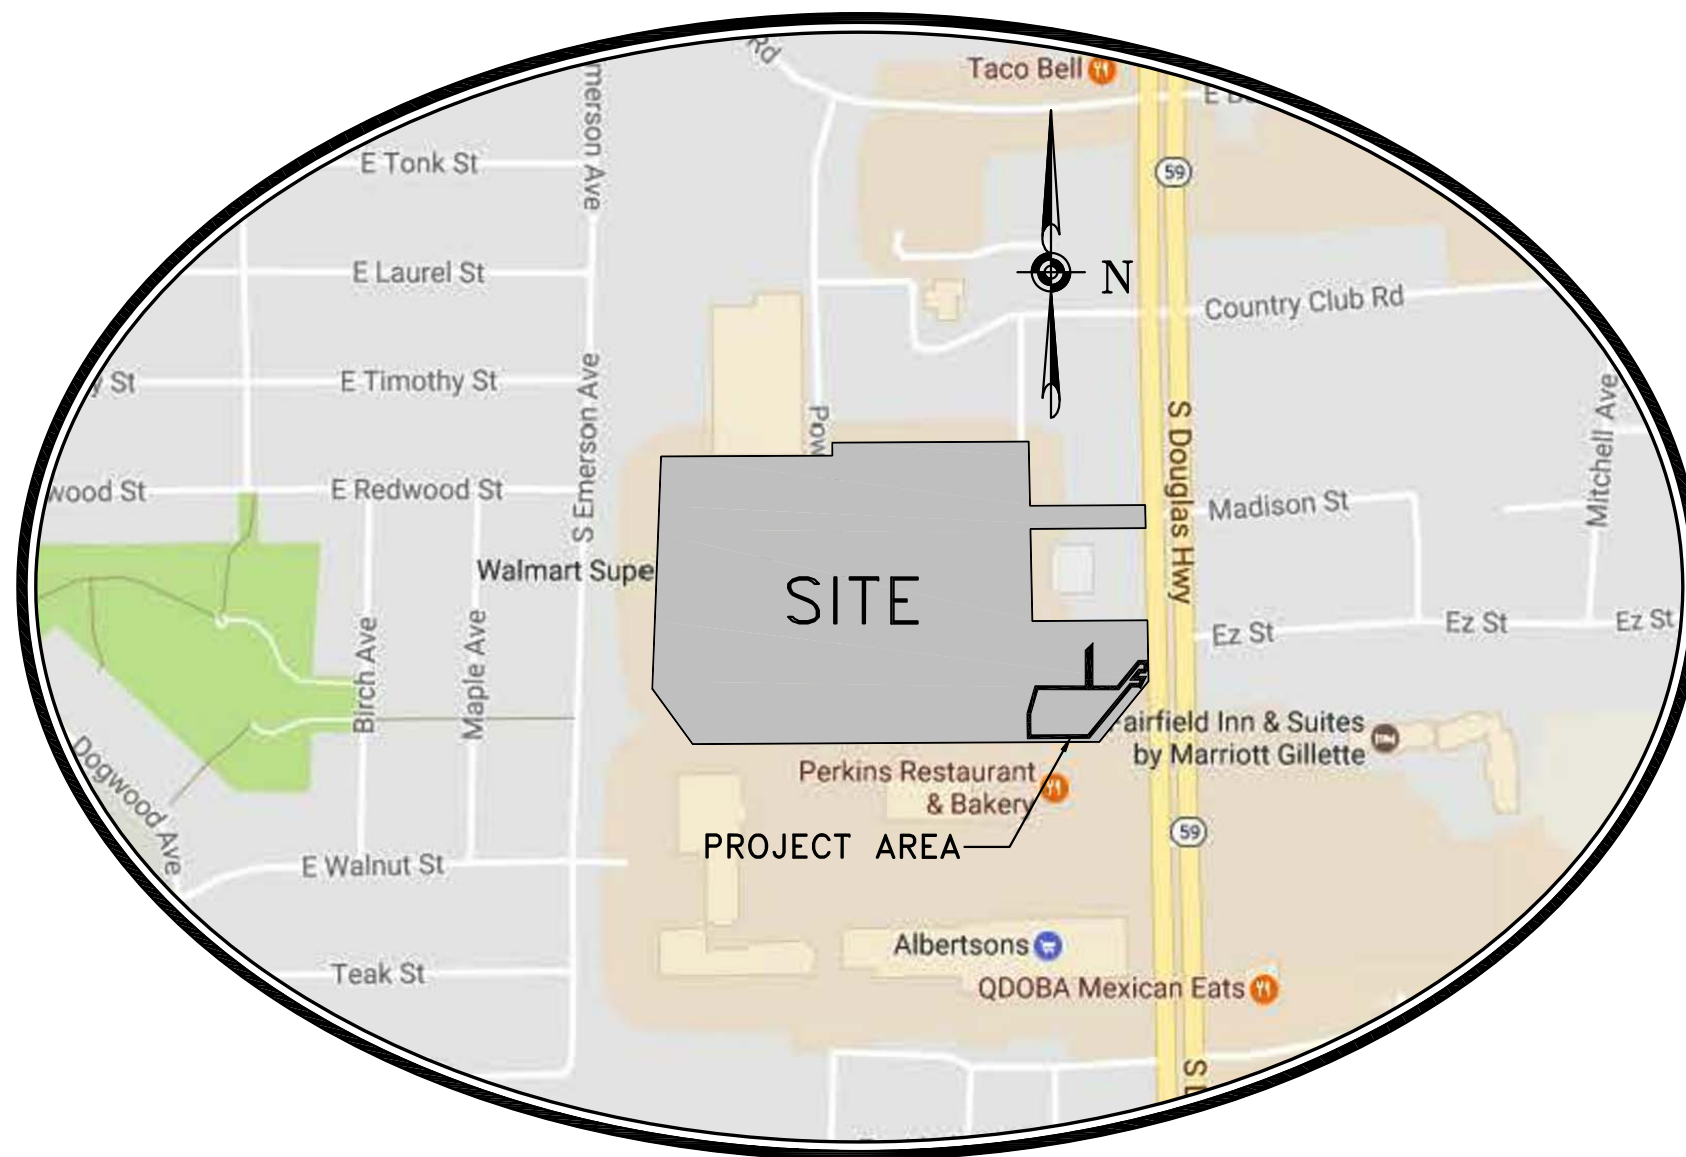 Rd
Taco Bell
E Tonk St
59
merson Ave
E Laurel St
N
Country Club Rd
y St
E Timothy St
S Emerson Ave
Pow
S Douglas Hwy
Mitchell Ave
wood St
E Redwood St
Madison St
Walmart Supe
SITE
Ez St
Ez St
Ez St
Birch Ave
Maple Ave
airfield Inn & Suites
by Marriott Gillette
Dogwood Ave
Perkins Restaurant
& Bakery
59
PROJECT AREA
E Walnut St
Albertsons
Teak St
QDOBA Mexican Eats